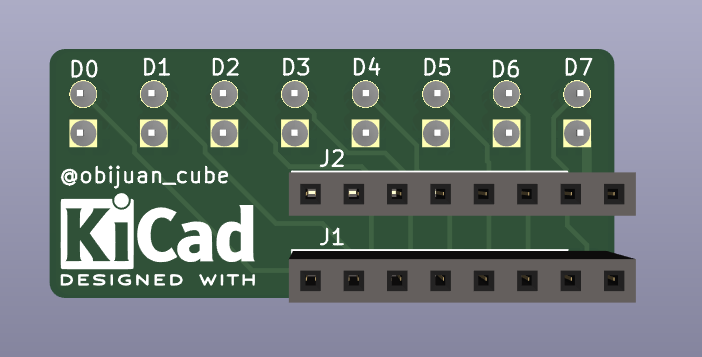 D0 D1 D2 D3 D4 D5 D6 D7
J2
@obijuan_cube
KiCad
J1
DESIGNED WITH